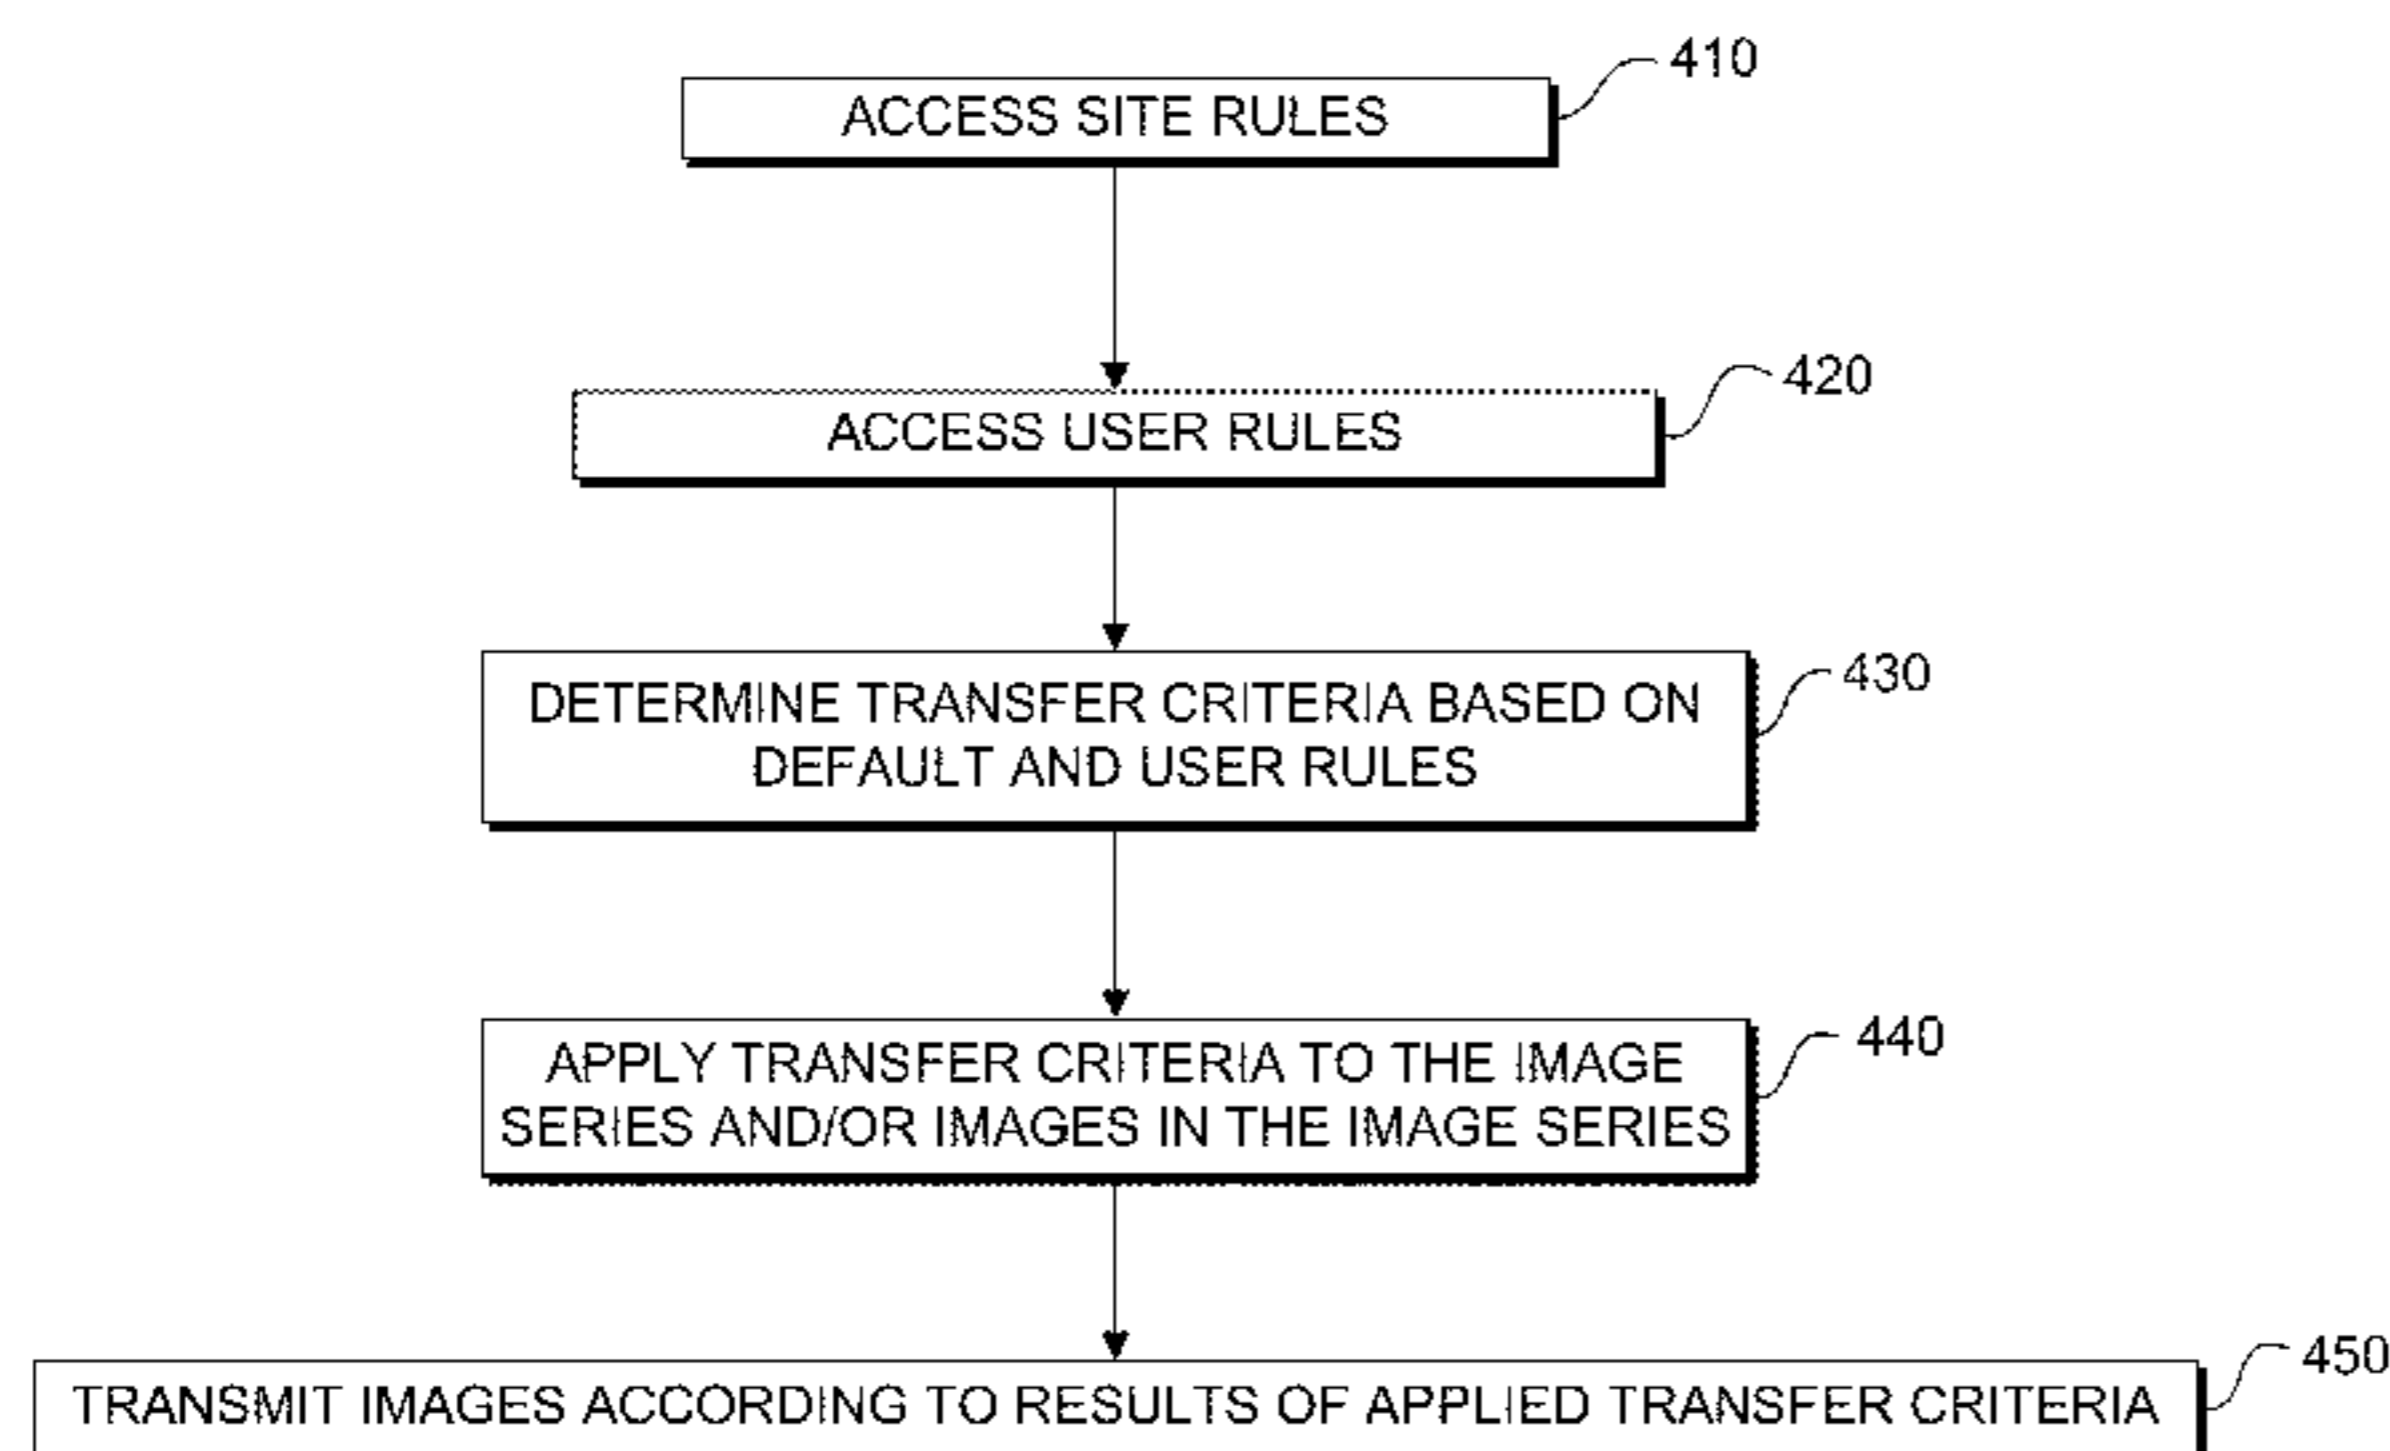 410
ACCESS SITE RULES
420
ACCESS USER RULES
430
DETERMINE TRANSFER CRITERIA BASED ON
DEFAULT AND USER RULES
440
APPLY TRANSFER CRITERIA TO THE IMAGE
SERIES AND/OR IMAGES IN THE IMAGE SERIES
450
TRANSMIT IMAGES ACCORDING TO RESULTS OF APPLIED TRANSFER CRITERIA